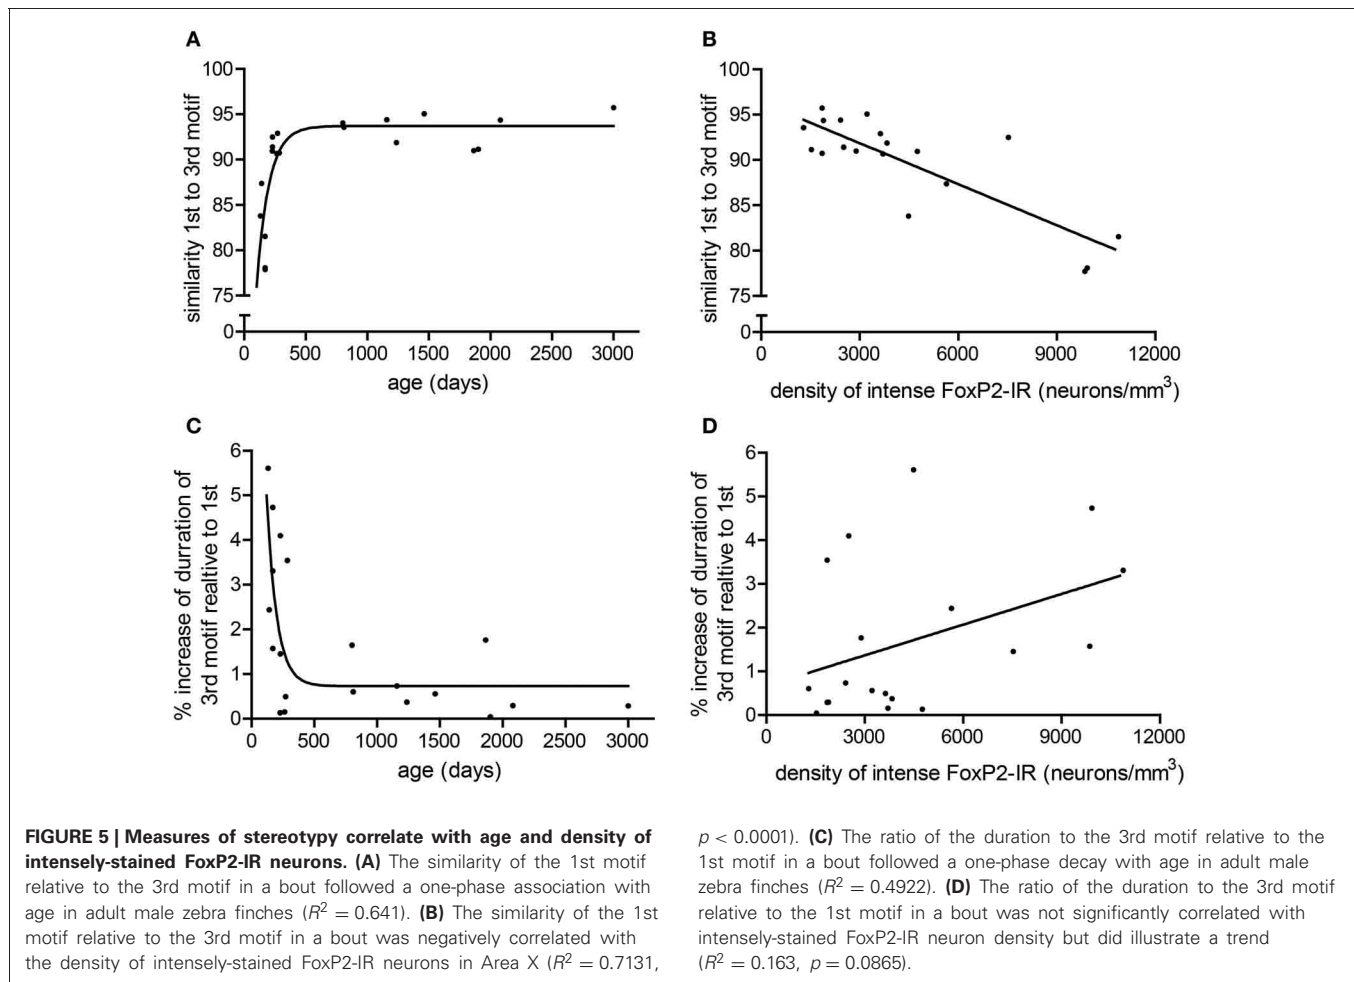 A
100
95
90
85
80
75
0
similarity 1st to 3rd motif
0 500 1000 1500 2000 2500 3000
age (days)
B
100
95
90
85
80
75
0
similarity 1st to 3rd motif
0 3000 6000 9000 12000
density of intense FoxP2-IR (neurons/mm³)
C
6
5
4
3
2
1
0
% increase of durration of
3rd motif realtive to 1st
0 500 1000 1500 2000 2500 3000
age (days)
D
6
5
4
3
2
1
0
% increase of durration of
3rd motif realtive to 1st
0 3000 6000 9000 12000
density of intense FoxP2-IR (neurons/mm³)
FIGURE 5 | Measures of stereotypy correlate with age and density of
intensely-stained FoxP2-IR neurons. (A) The similarity of the 1st motif
relative to the 3rd motif in a bout followed a one-phase association with
age in adult male zebra finches (R² = 0.641). (B) The similarity of the 1st
motif relative to the 3rd motif in a bout was negatively correlated with
the density of intensely-stained FoxP2-IR neurons in Area X (R² = 0.7131,
p < 0.0001). (C) The ratio of the duration to the 3rd motif relative to the
1st motif in a bout followed a one-phase decay with age in adult male
zebra finches (R² = 0.4922). (D) The ratio of the duration to the 3rd motif
relative to the 1st motif in a bout was not significantly correlated with
intensely-stained FoxP2-IR neuron density but did illustrate a trend
(R² = 0.163, p = 0.0865).